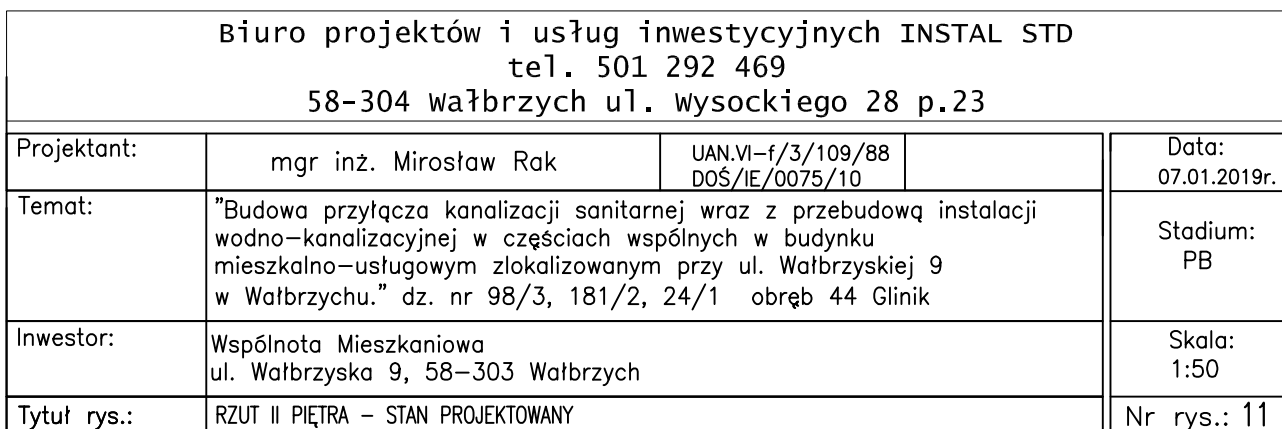 Biuro projektów i usług inwestycyjnych INSTAL STD
tel. 501 292 469
58-304 Wałbrzych ul. Wysockiego 28 p.23
Projektant:
mgr inż. Mirosław Rak
UAN.VI-f/3/109/88
DOŚ/IE/0075/10
Data:
07.01.2019r.
Temat:
"Budowa przyłącza kanalizacji sanitarnej wraz z przebudową instalacji
wodno-kanalizacyjnej w częściach wspólnych w budynku
mieszkalno-usługowym zlokalizowanym przy ul. Wałbrzyskiej 9
w Wałbrzychu." dz. nr 98/3, 181/2, 24/1 obręb 44 Glinik
Stadium:
PB
Inwestor:
Wspólnota Mieszkaniowa
ul. Wałbrzyska 9, 58-303 Wałbrzych
Skala:
1:50
Tytuł rys.:
RZUT II PIĘTRA - STAN PROJEKTOWANY
Nr rys.: 11